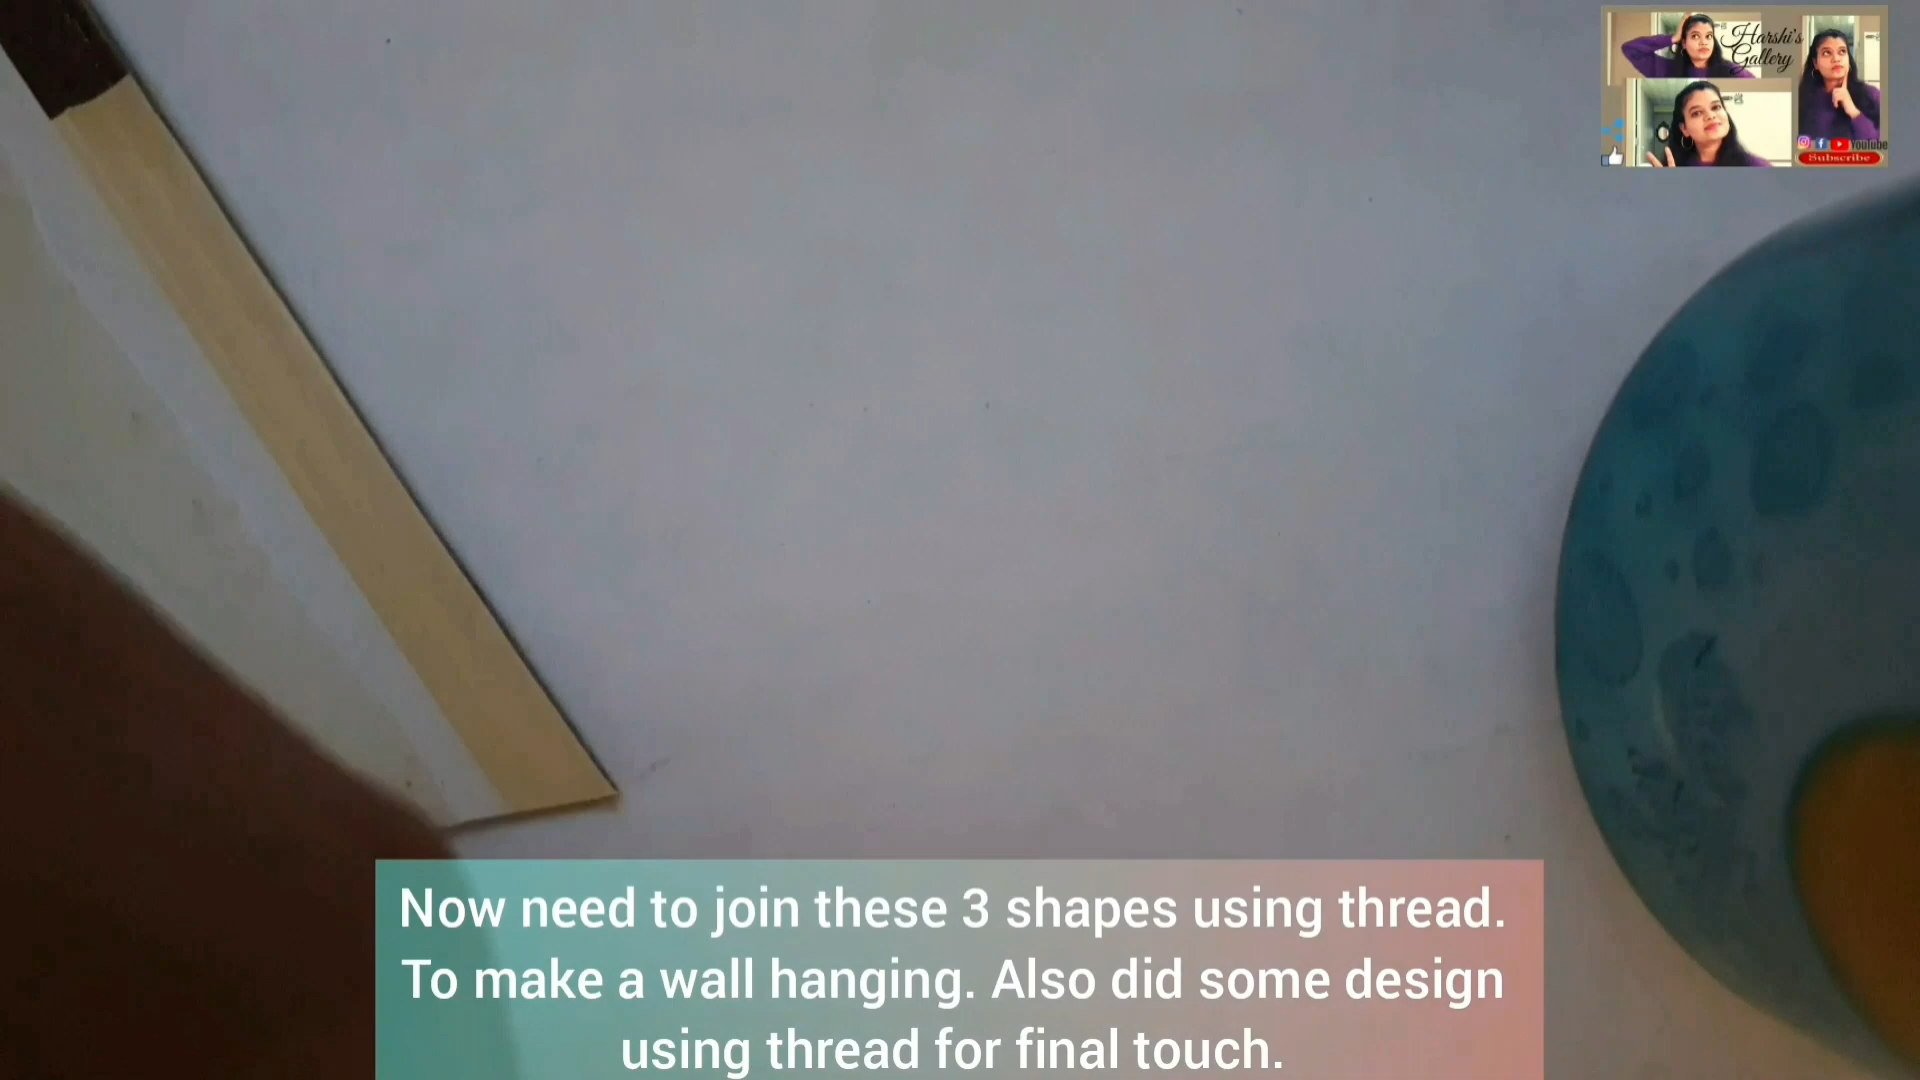 Harshi's
Gallery
YouTube
Subscribe
Now need to join these 3 shapes using thread.
To make a wall hanging. Also did some design
using thread for final touch.